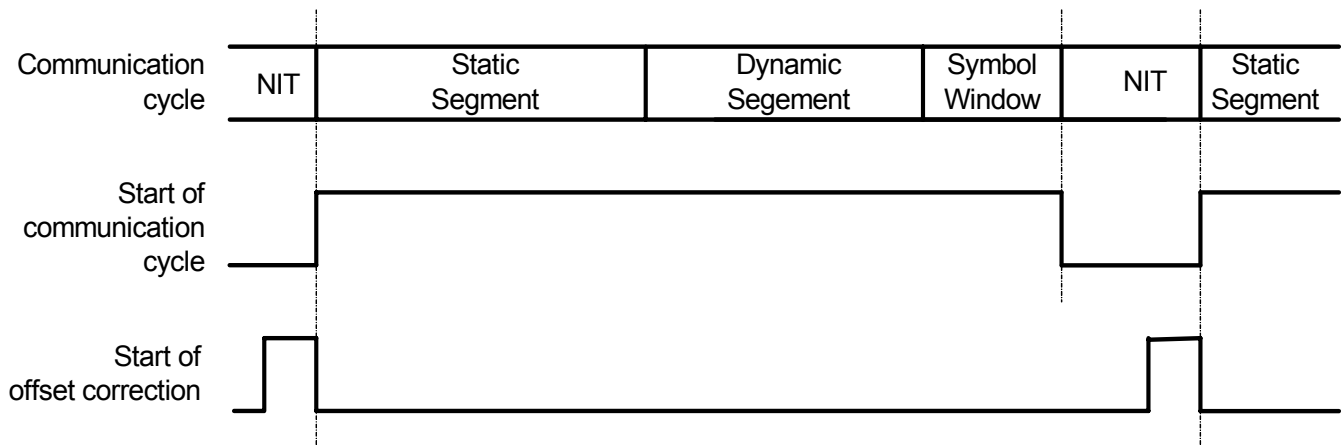 Communication
cycle
NIT
Static
Segment
Dynamic
Segement
Symbol
Window
NIT
Static
Segment
Start of
communication
cycle
Start of
offset correction